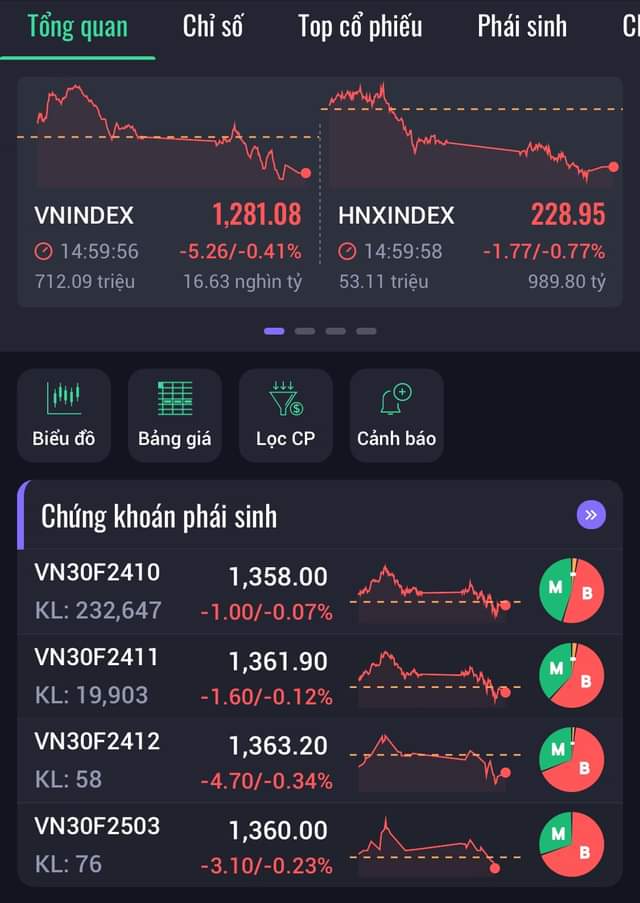 Tổng quan Chỉ số Top cổ phiếu Phái sinh
VNINDEX 1,281.08
14:59:56 -5.26/-0.41%
712.09 triệu 16.63 nghìn tỷ
HNXINDEX 228.95
14:59:58 -1.77/-0.77%
53.11 triệu 989.80 tỷ
Biểu đồ
Bảng giá
Lọc CP
Cảnh báo
Chứng khoán phái sinh
VN30F2410 1,358.00
KL: 232,647 -1.00/-0.07%
M B
VN30F2411 1,361.90
KL: 19,903 -1.60/-0.12%
M B
VN30F2412 1,363.20
KL: 58 -4.70/-0.34%
M B
VN30F2503 1,360.00
KL: 76 -3.10/-0.23%
M B